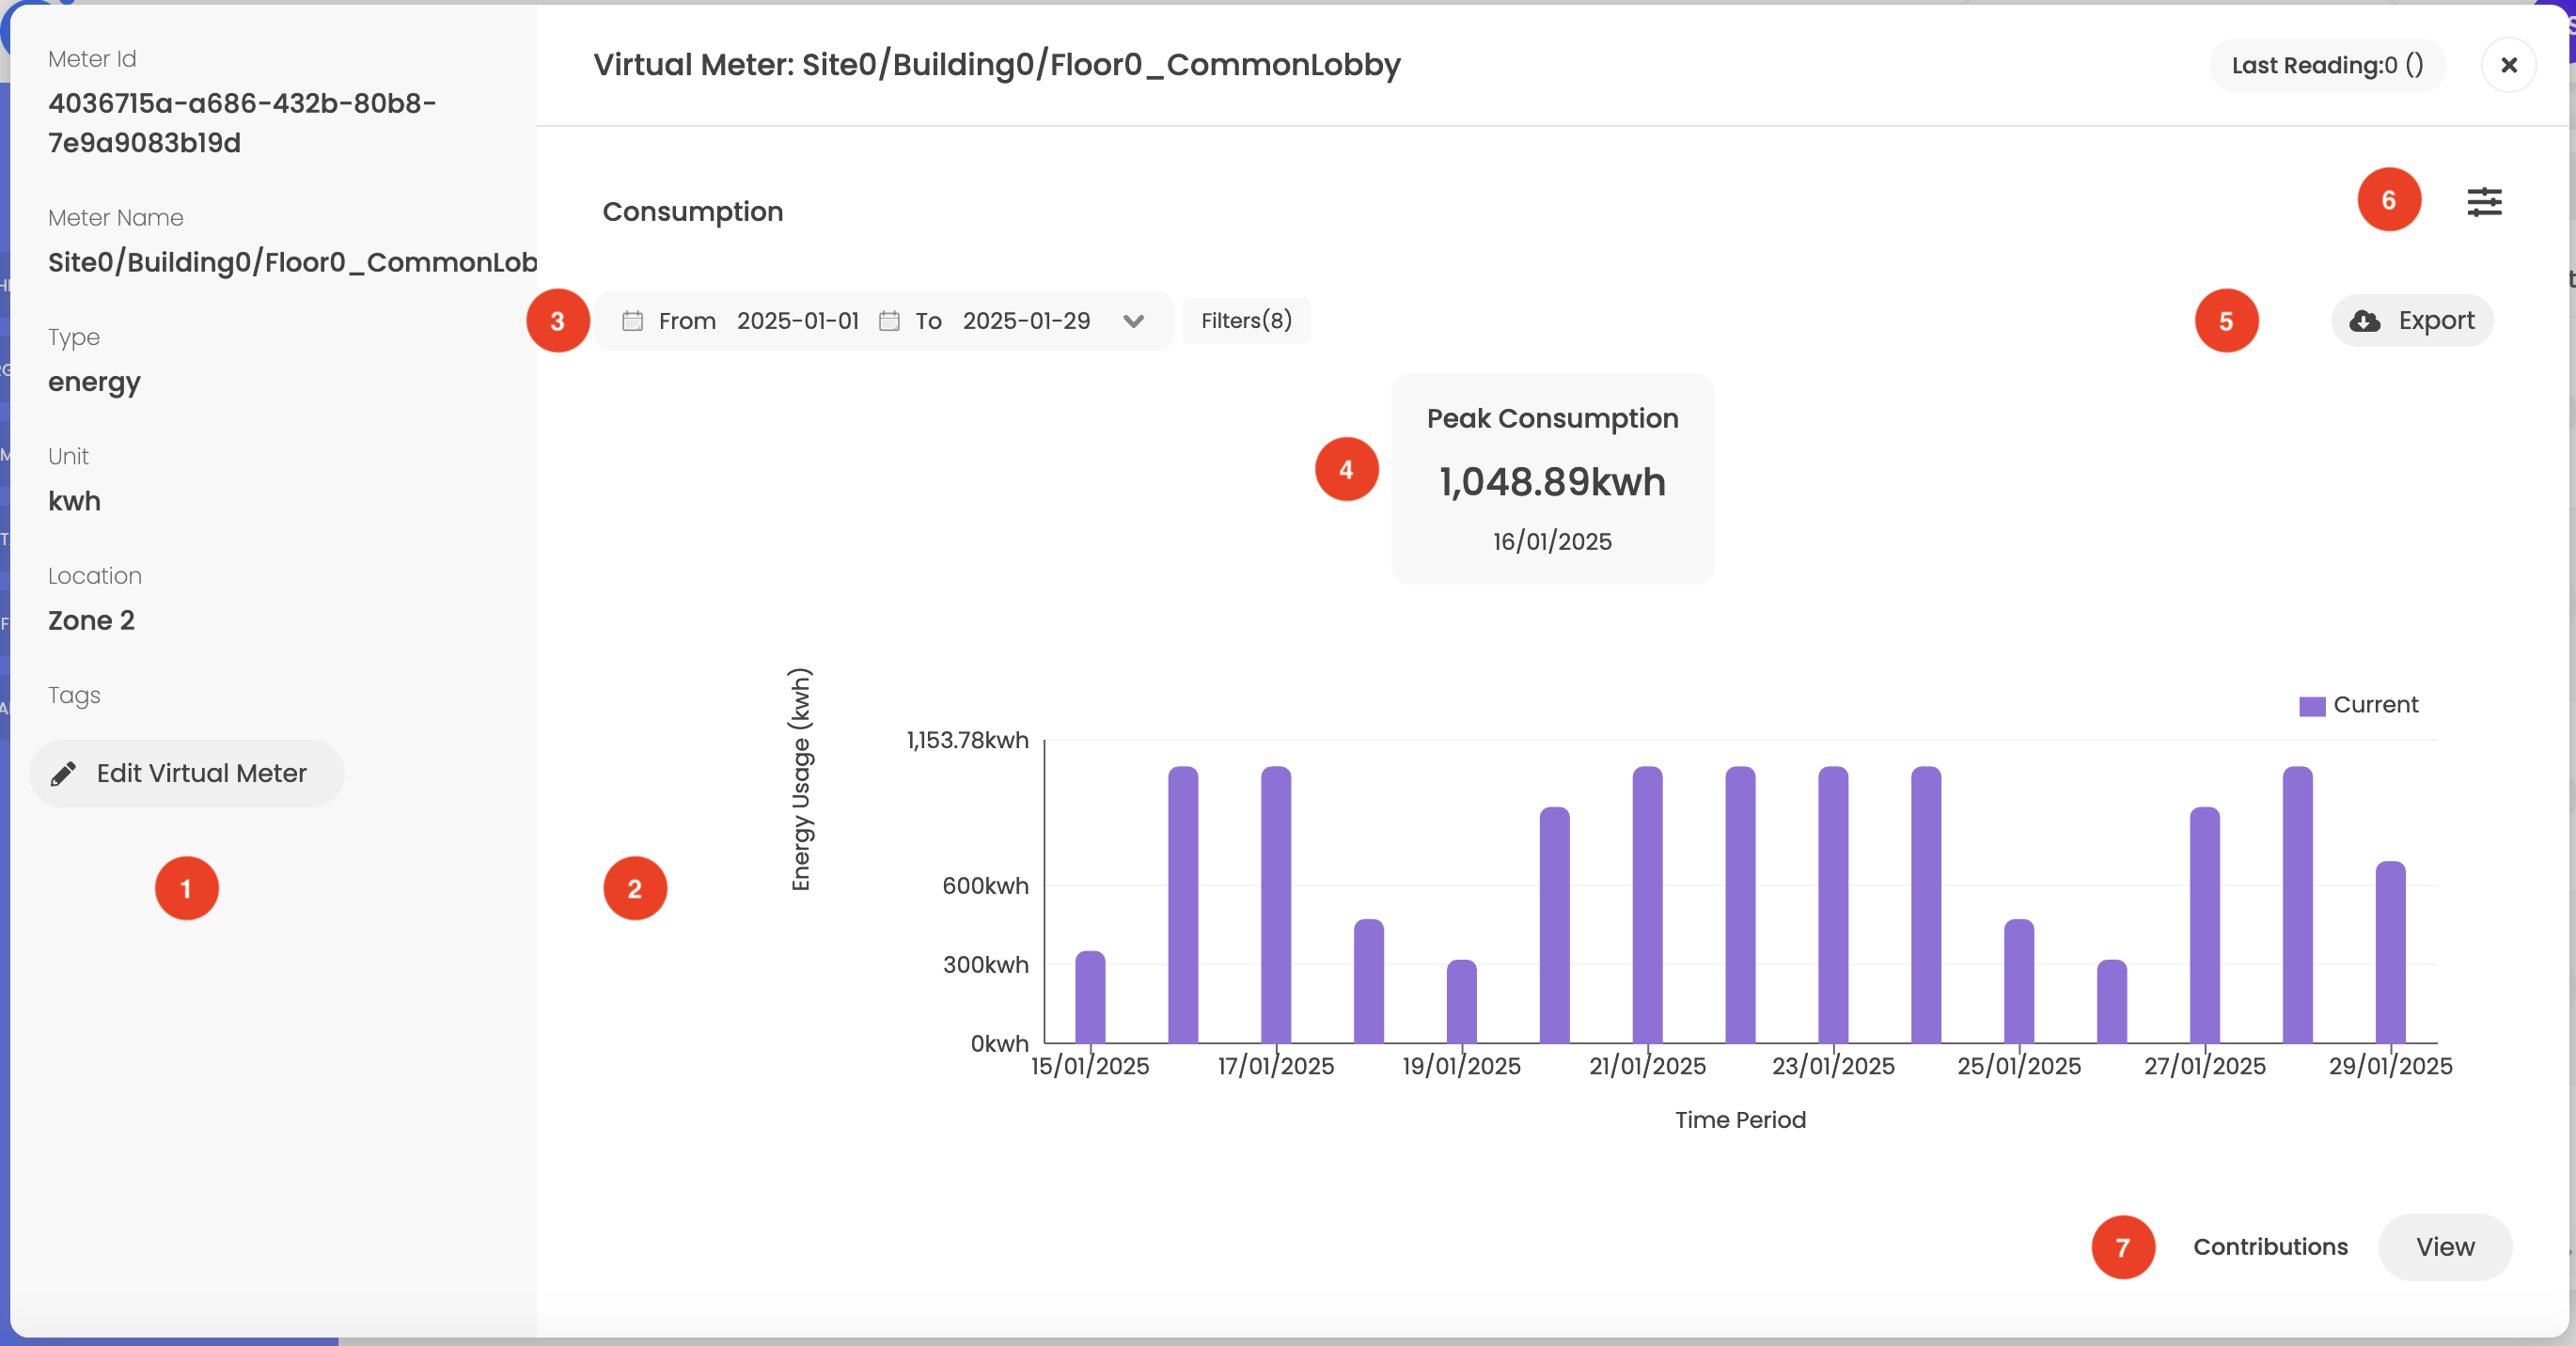 Meter Id
4036715a-a686-432b-80b8-
7e9a9083b19d
Meter Name
Site0/Building0/Floor0_CommonLob
Type
energy
Unit
kwh
Location
Zone 2
Tags
Edit Virtual Meter
1
Virtual Meter: Site0/Building0/Floor0_CommonLobby
Last Reading:0 ()
Consumption
6
3
From 2025-01-01 To 2025-01-29
Filters(8)
5
Export
4
Peak Consumption
1,048.89kwh
16/01/2025
2
Energy Usage (kwh)
Current
1,153.78kwh
600kwh
300kwh
0kwh
15/01/2025 17/01/2025 19/01/2025 21/01/2025 23/01/2025 25/01/2025 27/01/2025 29/01/2025
Time Period
7
Contributions
View